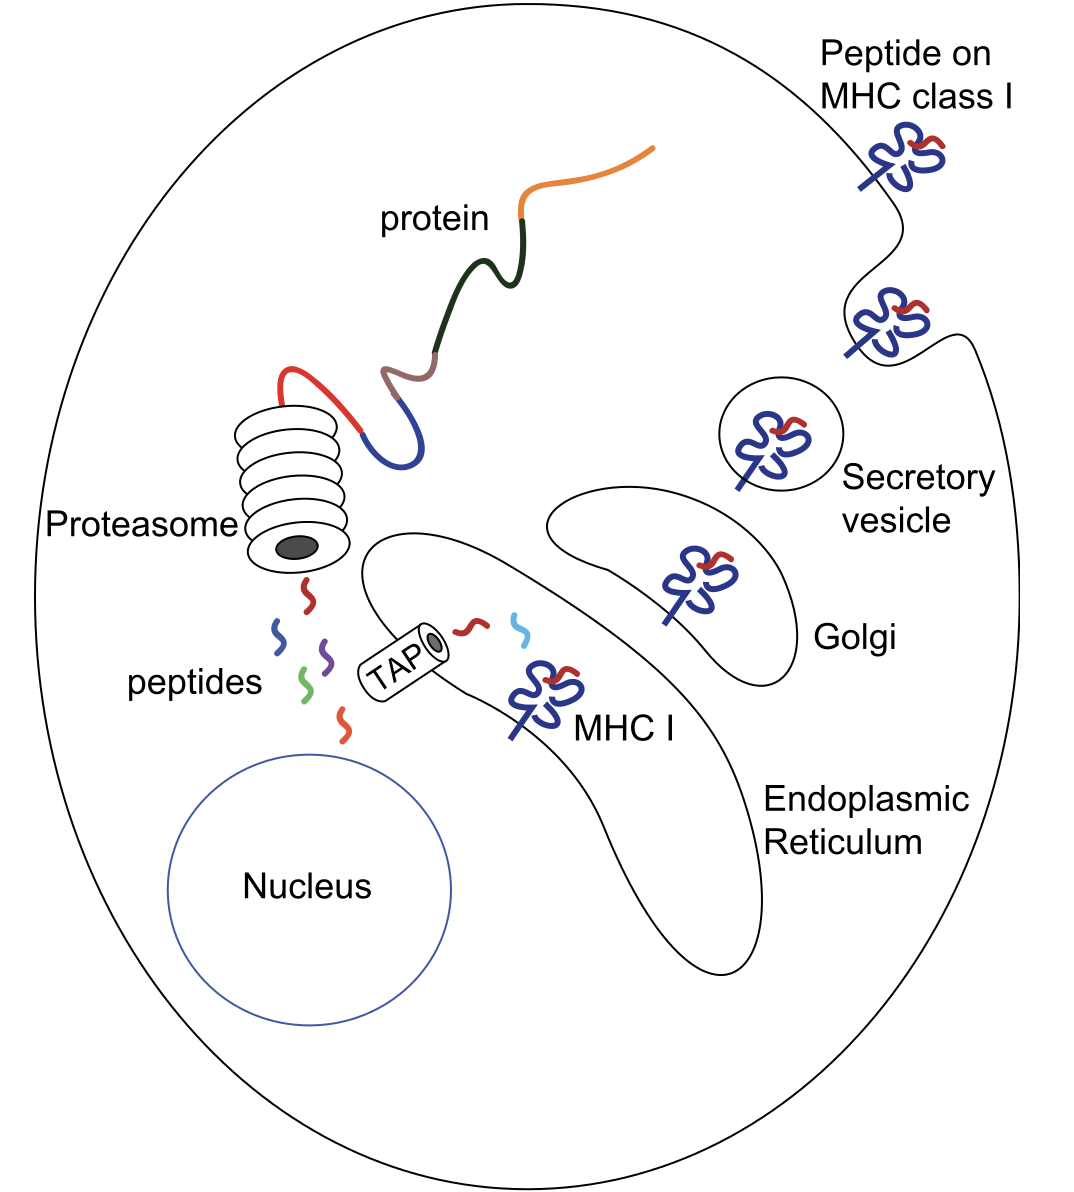 Peptide on
MHC class I
protein
Secretory
vesicle
Proteasome
Golgi
TAP
peptides
MHC I
Endoplasmic
Reticulum
Nucleus